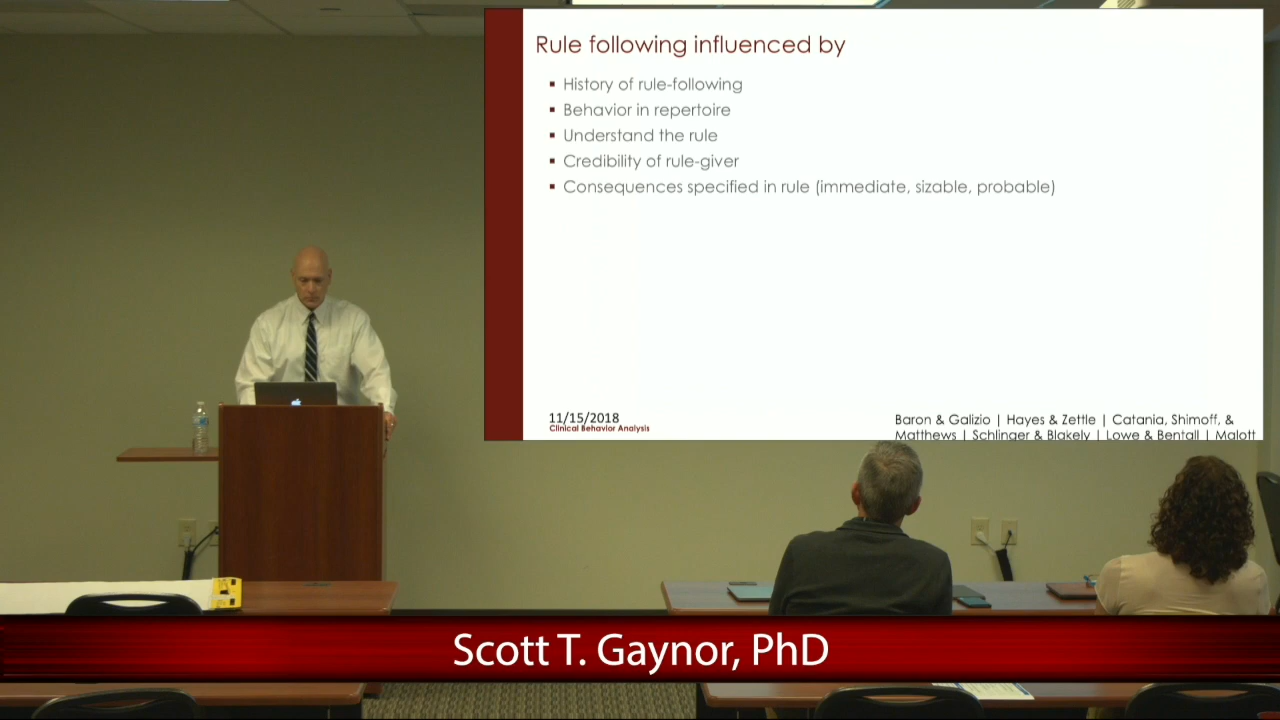 Rule following influenced by
▪ History of rule-following
▪ Behavior in repertoire
▪ Understand the rule
▪ Credibility of rule-giver
▪ Consequences specified in rule (immediate, sizable, probable)
11/15/2018
Clinical Behavior Analysis
Baron & Galizio | Hayes & Zettle | Catania, Shimoff, &
Matthews | Schlinger & Blakely | Lowe & Bentall | Malott
Scott T. Gaynor, PhD